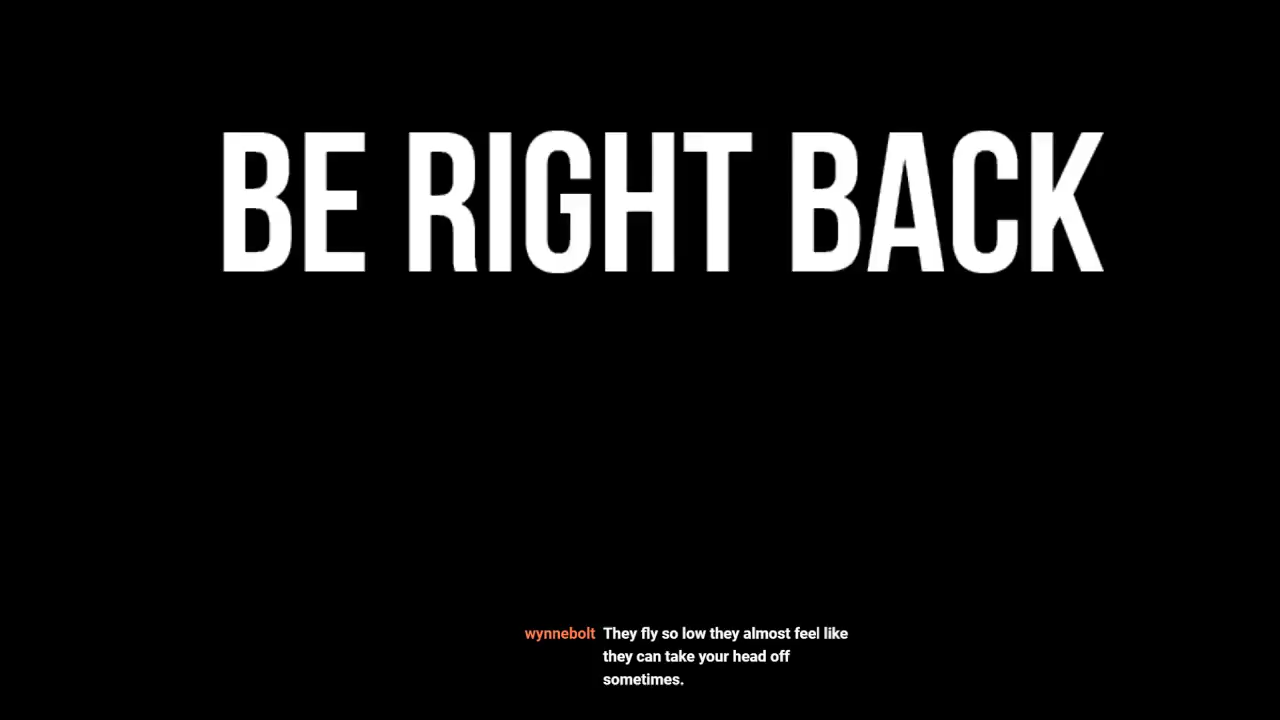 BE RIGHT BACK
wynnebolt They fly so low they almost feel like
they can take your head off
sometimes.